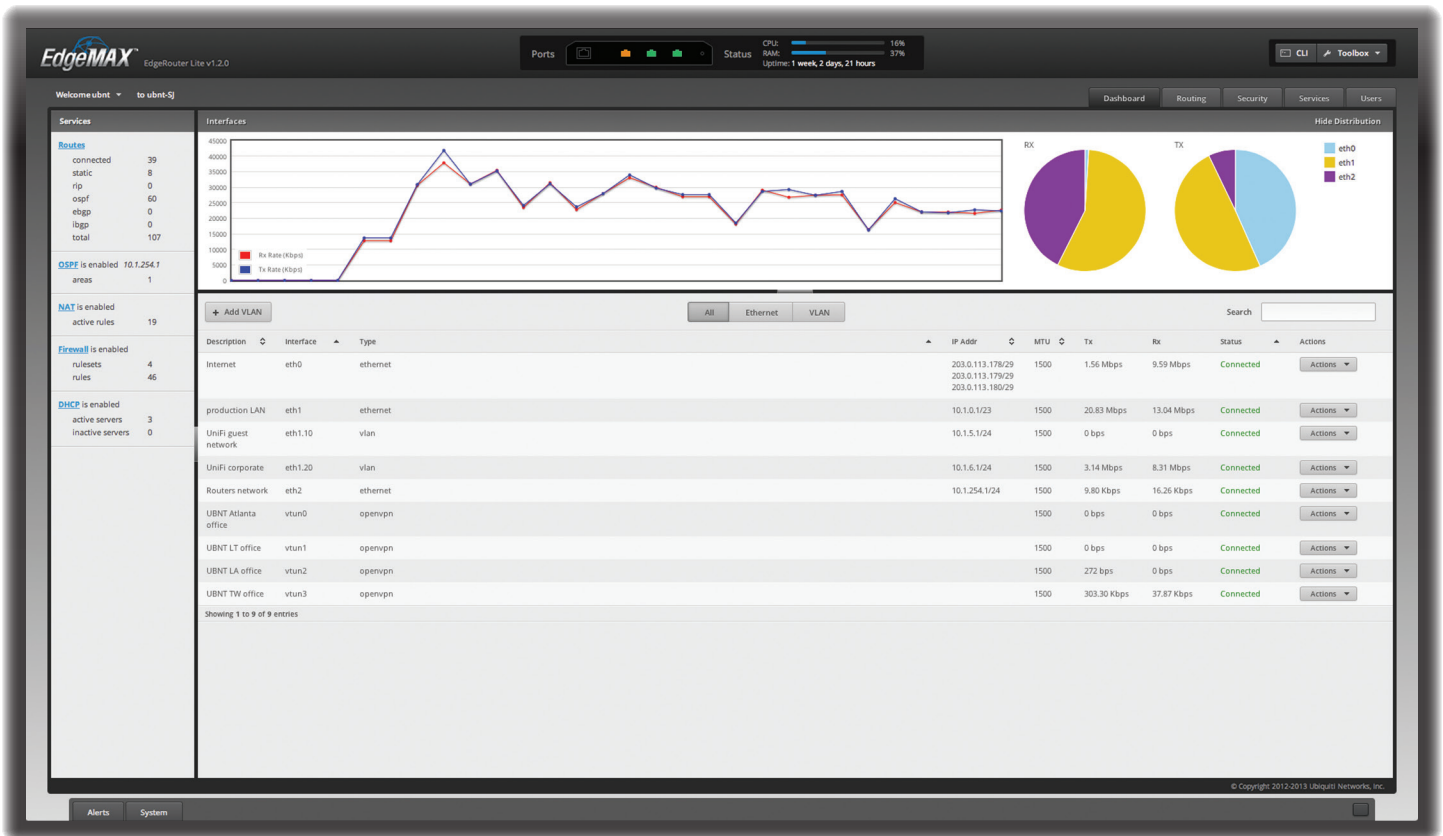 EdgeMAX™ EdgeRouter Lite v1.2.0
Ports
Status
CPU: 16%
RAM: 37%
Uptime: 1 week, 2 days, 21 hours
CLI Toolbox
Welcome ubnt to ubnt-SJ
Dashboard Routing Security Services Users
Services
Routes
connected 39
static 8
rip 0
ospf 60
ebgp 0
ibgp 0
total 107
OSPF is enabled 10.1.254.1
areas 1
NAT is enabled
active rules 19
Firewall is enabled
rulesets 4
rules 46
DHCP is enabled
active servers 3
inactive servers 0
Interfaces Hide Distribution
45000
40000
35000
30000
25000
20000
15000
10000
5000
0
Rx Rate (Kbps)
Tx Rate (Kbps)
RX
TX
eth0
eth1
eth2
+ Add VLAN All Ethernet VLAN Search
Description Interface Type IP Addr MTU Tx Rx Status Actions
Internet eth0 ethernet 203.0.113.178/29 1500 1.56 Mbps 9.59 Mbps Connected Actions
203.0.113.179/29
203.0.113.180/29
production LAN eth1 ethernet 10.1.0.1/23 1500 20.83 Mbps 13.04 Mbps Connected Actions
UniFi guest eth1.10 vlan 10.1.5.1/24 1500 0 bps 0 bps Connected Actions
network
UniFi corporate eth1.20 vlan 10.1.6.1/24 1500 3.14 Mbps 8.31 Mbps Connected Actions
Routers network eth2 ethernet 10.1.254.1/24 1500 9.80 Kbps 16.26 Kbps Connected Actions
UBNT Atlanta vtun0 openvpn 1500 0 bps 0 bps Connected Actions
office
UBNT LT office vtun1 openvpn 1500 0 bps 0 bps Connected Actions
UBNT LA office vtun2 openvpn 1500 272 bps 0 bps Connected Actions
UBNT TW office vtun3 openvpn 1500 303.30 Kbps 37.87 Kbps Connected Actions
Showing 1 to 9 of 9 entries
© Copyright 2012-2013 Ubiquiti Networks, Inc.
Alerts System